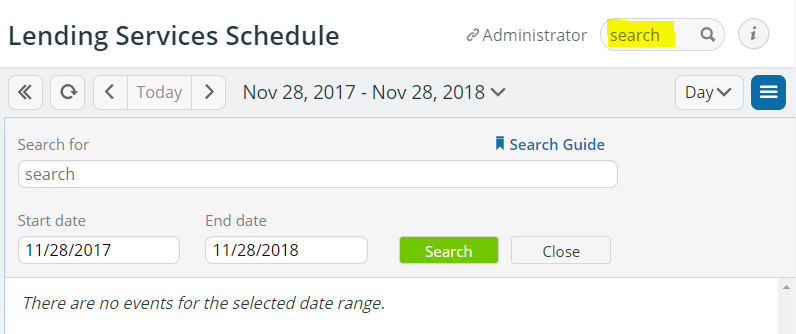 Lending Services Schedule
Administrator
search
i
Today
Nov 28, 2017 - Nov 28, 2018
Day
Search for
Search Guide
search
Start date
End date
11/28/2017
11/28/2018
Search
Close
There are no events for the selected date range.